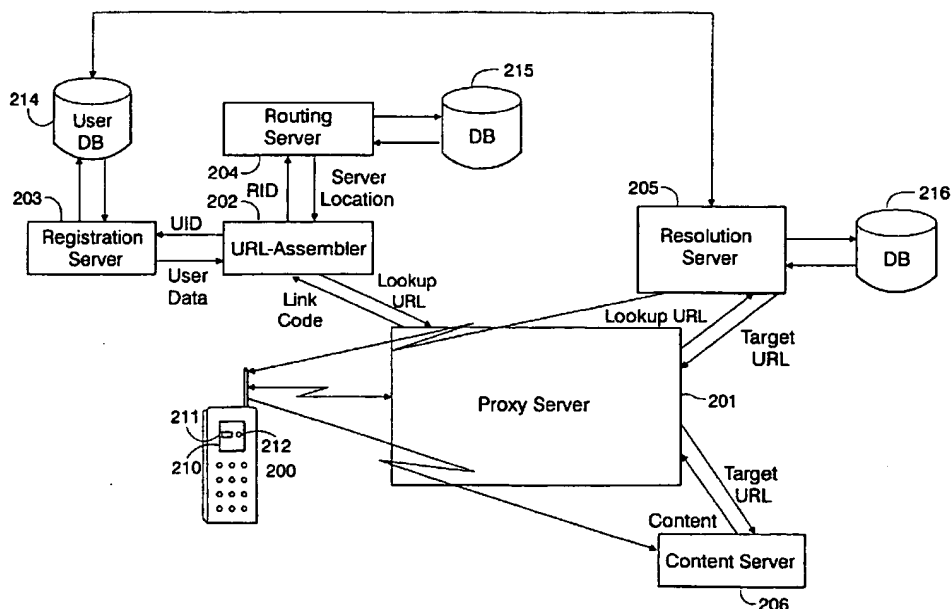 214
User
DB
215
Routing
Server
DB
204
RID
Server
Location
203
202
Registration
Server
UID
User
Data
URL-Assembler
Link
Code
Lookup
URL
205
Resolution
Server
216
DB
Lookup URL
Target
URL
Proxy Server
201
211
212
210
200
Target
URL
Content
Content Server
206